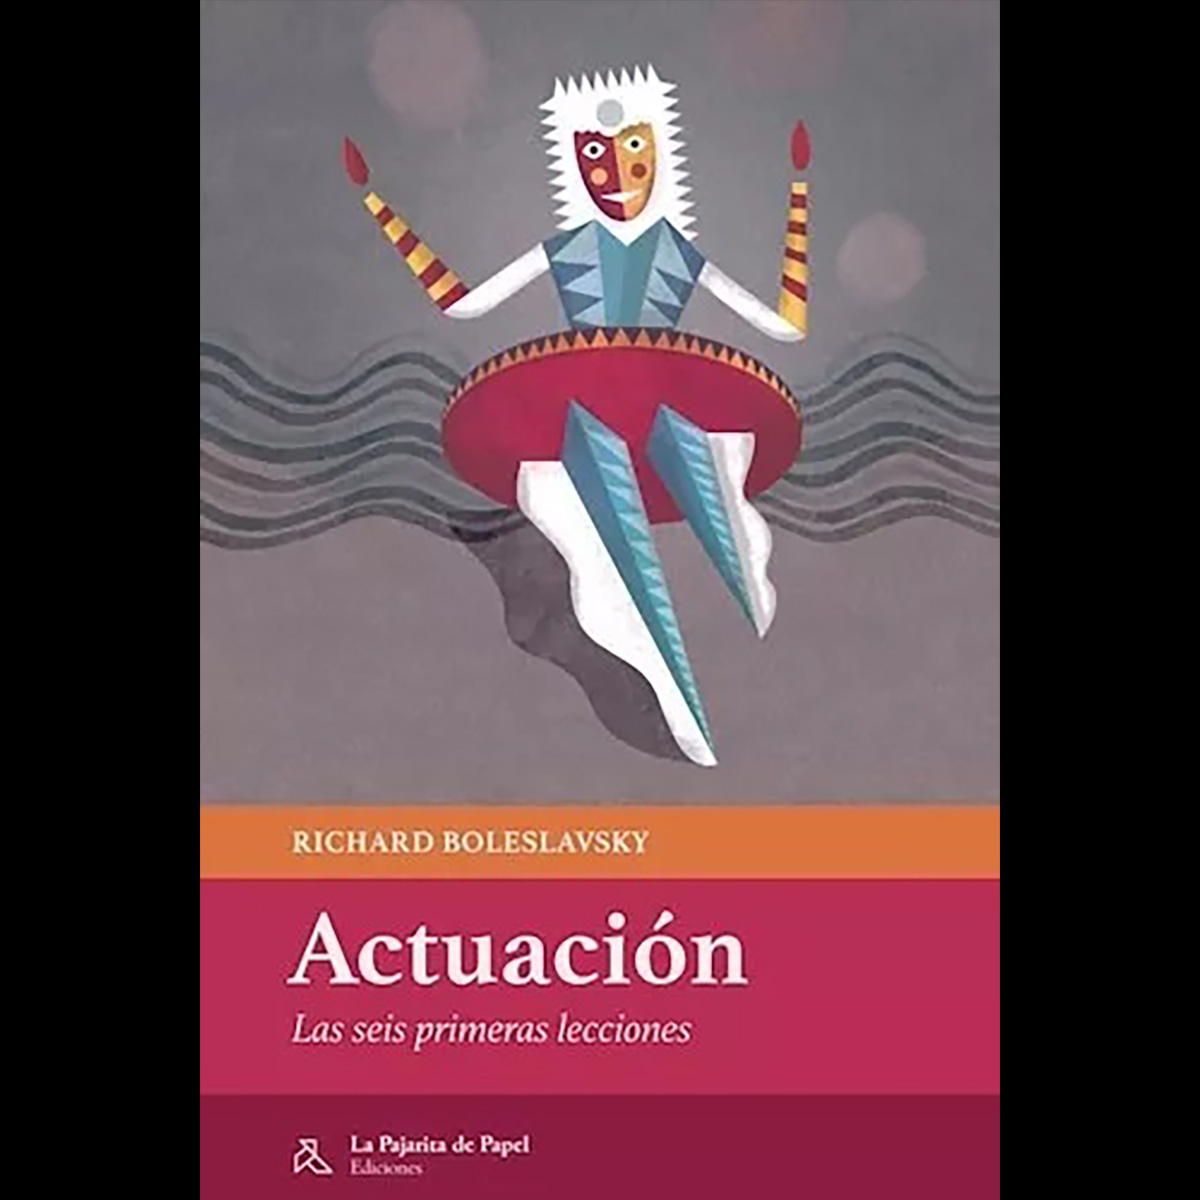 RICHARD BOLESLAVSKY
Actuación
Las seis primeras lecciones
La Pajarita de Papel
Ediciones